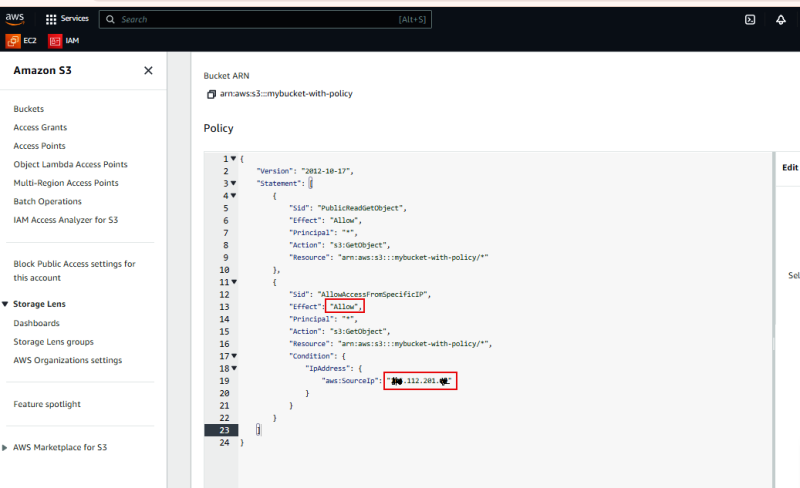 aws
Services
Search
[Alt+S]
EC2
IAM
Amazon S3
Buckets
Access Grants
Access Points
Object Lambda Access Points
Multi-Region Access Points
Batch Operations
IAM Access Analyzer for S3
Block Public Access settings for
this account
Storage Lens
Dashboards
Storage Lens groups
AWS Organizations settings
Feature spotlight
AWS Marketplace for S3
Bucket ARN
arn:aws:s3:::mybucket-with-policy
Policy
1 {
2 "Version": "2012-10-17",
3 "Statement": [
4 {
5 "Sid": "PublicReadGetObject",
6 "Effect": "Allow",
7 "Principal": "*",
8 "Action": "s3:GetObject",
9 "Resource": "arn:aws:s3:::mybucket-with-policy/*"
10 },
11 {
12 "Sid": "AllowAccessFromSpecificIP",
13 "Effect": "Allow",
14 "Principal": "*",
15 "Action": "s3:GetObject",
16 "Resource": "arn:aws:s3:::mybucket-with-policy/*",
17 "Condition": {
18 "IpAddress": {
19 "aws:SourceIp": " .112.201. "
20 }
21 }
22 }
23 ]
24 }
Edit
Sel